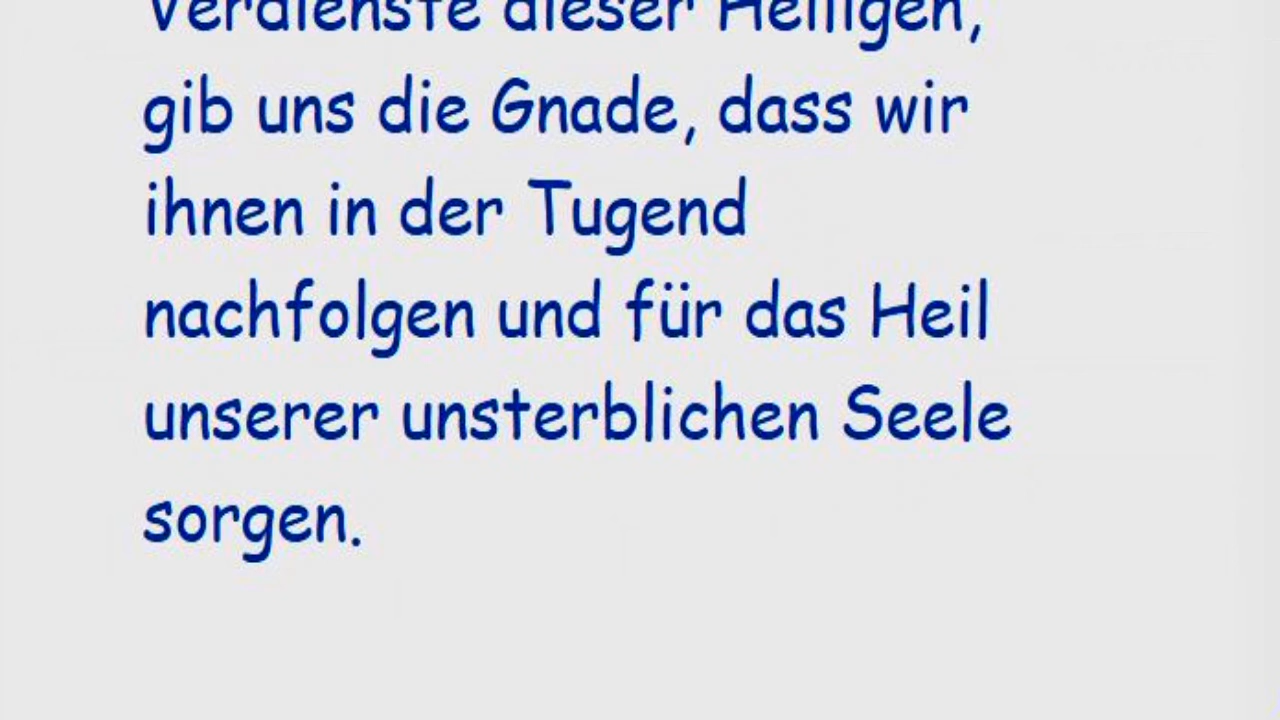 Verdienste dieser Heiligen,
gib uns die Gnade, dass wir
ihnen in der Tugend
nachfolgen und für das Heil
unserer unsterblichen Seele
sorgen.